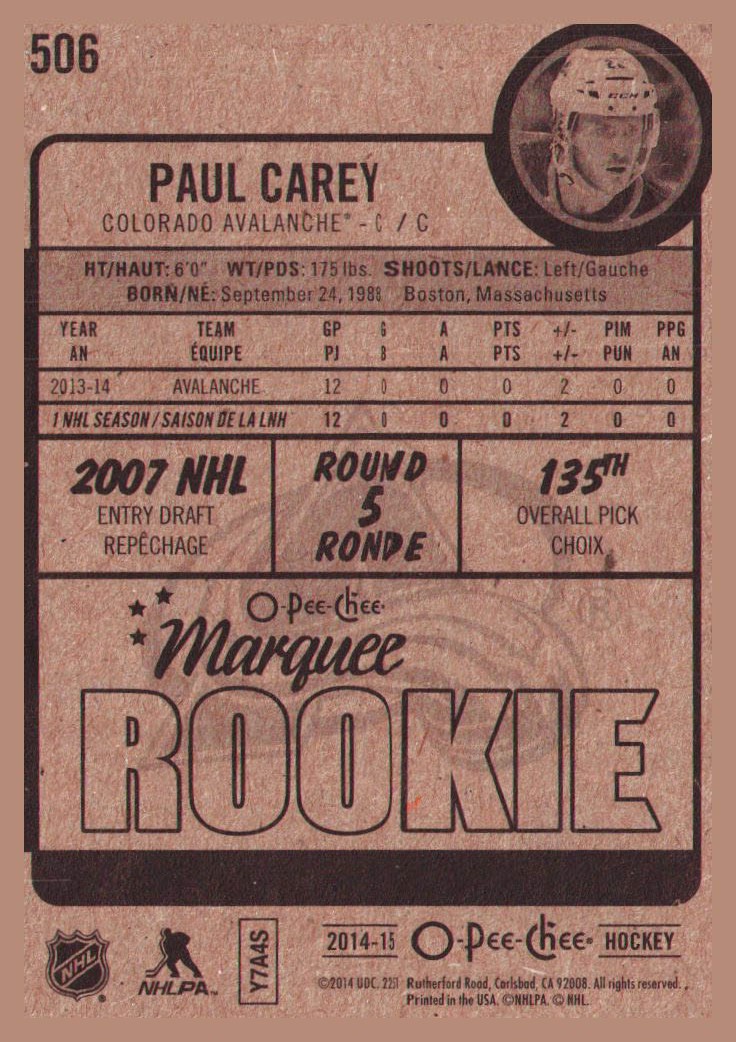 506
CCM
PAUL CAREY
COLORADO AVALANCHE® - C / C
HT/HAUT: 6'0" WT/PDS: 175 lbs. SHOOTS/LANCE: Left/Gauche
BORN/NÉ: September 24, 1988 Boston, Massachusetts
YEAR TEAM GP G A PTS +/- PIM PPG
AN ÉQUIPE PJ B A PTS +/- PUN AN
2013-14 AVALANCHE 12 0 0 0 2 0 0
1 NHL SEASON / SAISON DE LA LNH 12 0 0 0 2 0 0
2007 NHL
ENTRY DRAFT
REPÊCHAGE
ROUND
5
RONDE
135TH
OVERALL PICK
CHOIX
O-Pee-Chee®
Marquee
ROOKIE
®
NHL
®
NHLPA™
Y7A4S
2014-15 O-Pee-Chee® HOCKEY
©2014 UDC. 2251 Rutherford Road, Carlsbad, CA 92008. All rights reserved.
Printed in the USA. ©NHLPA. © NHL.